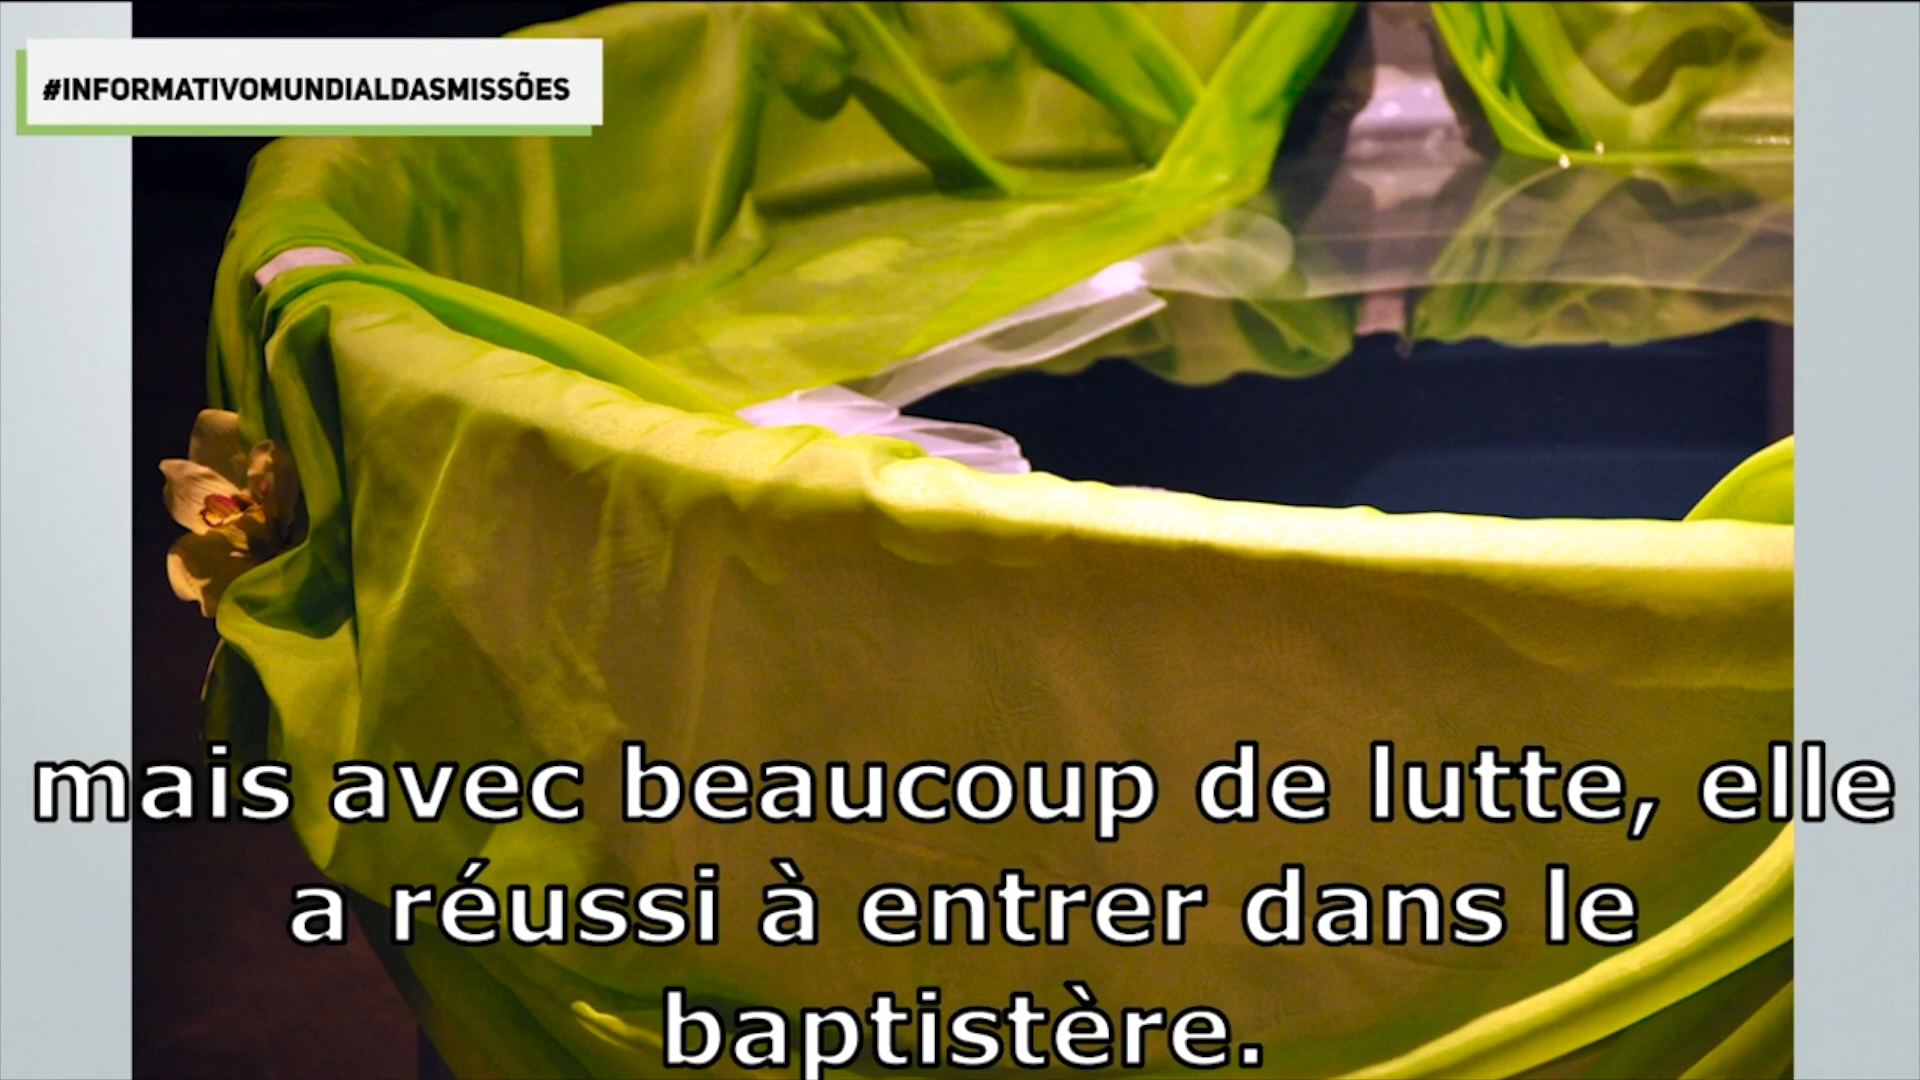 #INFORMATIVOMUNDIALDASMISSÕES
mais avec beaucoup de lutte, elle
a réussi à entrer dans le
baptistère.